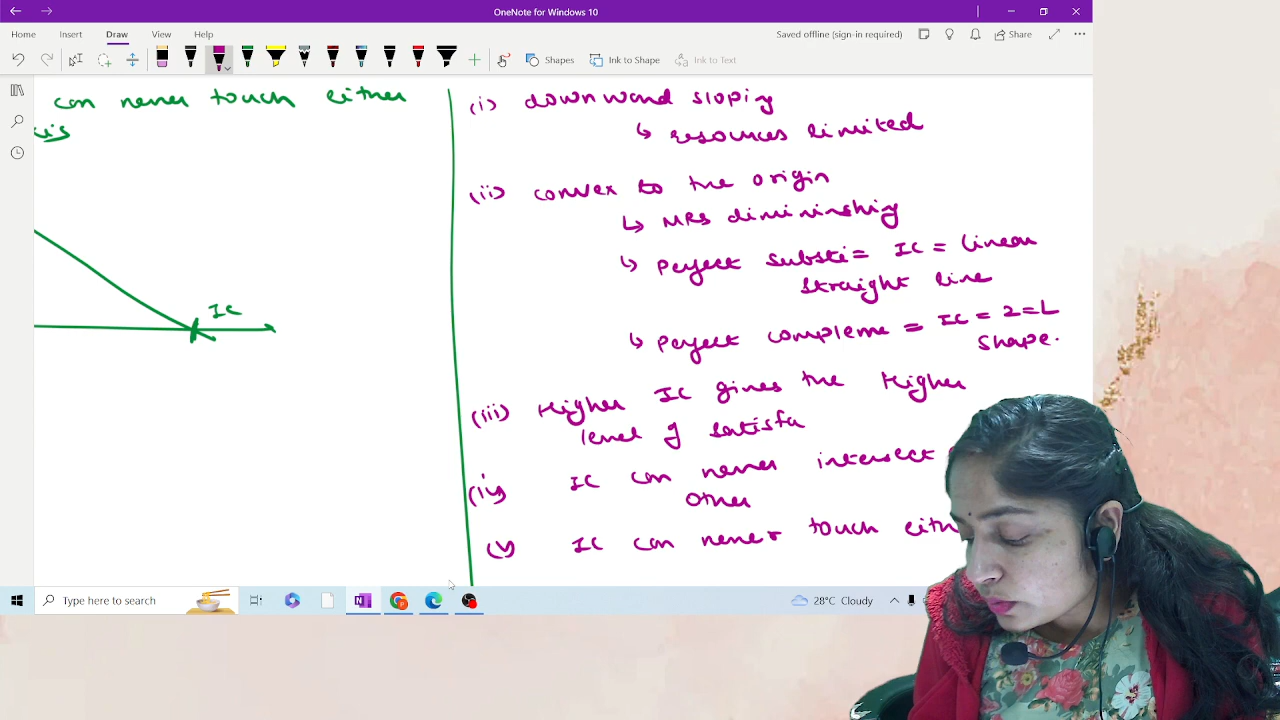 OneNote for Windows 10
Home Insert Draw View Help
Saved offline (sign-in required) Share
Shapes Ink to Shape Ink to Text
can never touch either
xis
IC
(i) downward sloping
↳ resources limited
(ii) convex to the origin
↳ MRS diminishing
↳ perfect substi = IC = linear
straight line
↳ perfect compleme = IC = 2 = L
shape.
(iii) Higher IC gives the Higher
level of satisfa
(iv) IC can never intersect
other
(v) IC can never touch eith
Type here to search
28°C Cloudy